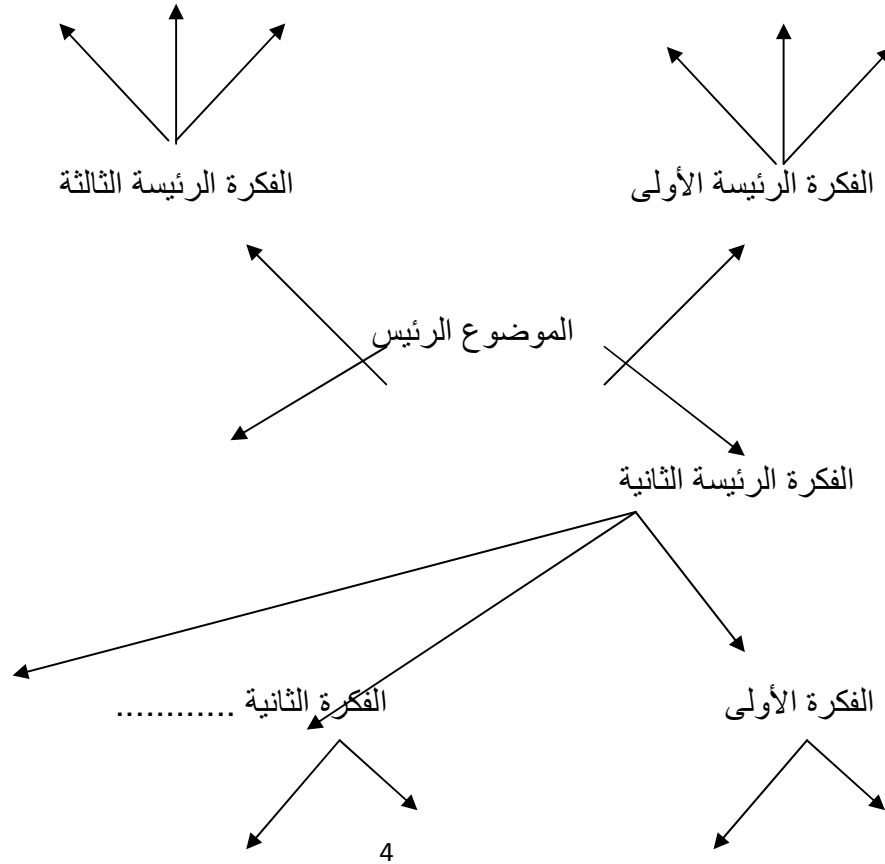 الفكرة الرئيسة الأولى
الفكرة الرئيسة الثالثة
الموضوع الرئيس
الفكرة الرئيسة الثانية
الفكرة الأولى
الفكرة الثانية ............
4